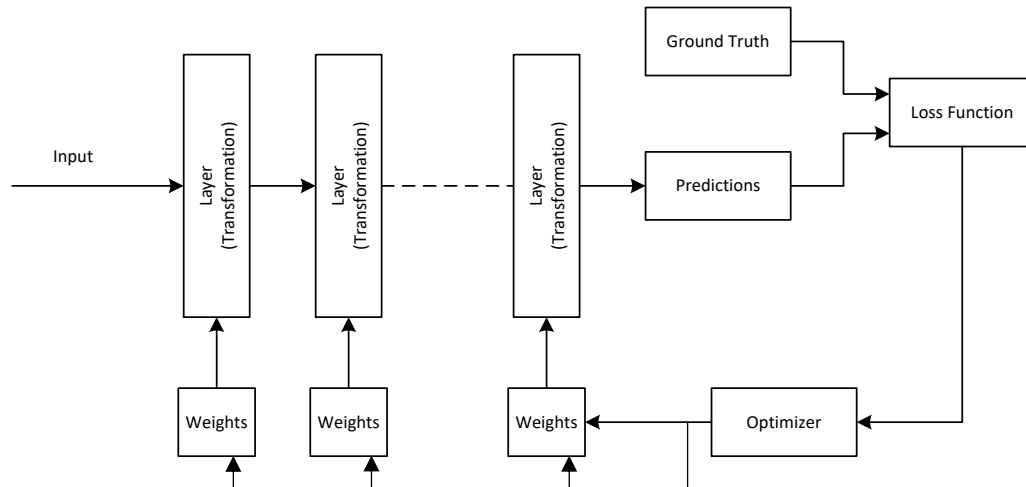 Ground Truth
Loss Function
Input
Layer
(Transformation)
Layer
(Transformation)
Layer
(Transformation)
Predictions
Weights
Weights
Weights
Optimizer